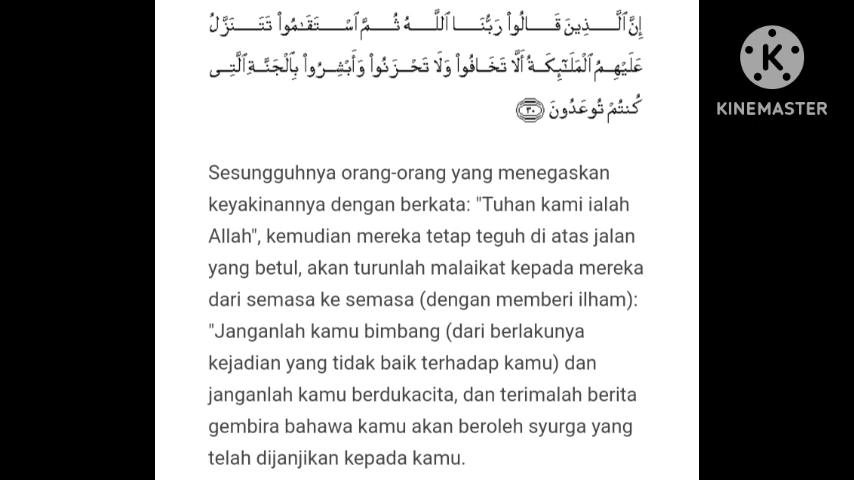 إِنَّ ٱلَّذِينَ قَالُوا۟ رَبُّنَا ٱللَّهُ ثُمَّ ٱسْتَقَٰمُوا۟ تَتَنَزَّلُ
عَلَيْهِمُ ٱلْمَلَٰٓئِكَةُ أَلَّا تَخَافُوا۟ وَلَا تَحْزَنُوا۟ وَأَبْشِرُوا۟ بِٱلْجَنَّةِ ٱلَّتِى
كُنتُمْ تُوعَدُونَ ٣٠
KINEMASTER
Sesungguhnya orang-orang yang menegaskan
keyakinannya dengan berkata: "Tuhan kami ialah
Allah", kemudian mereka tetap teguh di atas jalan
yang betul, akan turunlah malaikat kepada mereka
dari semasa ke semasa (dengan memberi ilham):
"Janganlah kamu bimbang (dari berlakunya
kejadian yang tidak baik terhadap kamu) dan
janganlah kamu berdukacita, dan terimalah berita
gembira bahawa kamu akan beroleh syurga yang
telah dijanjikan kepada kamu.